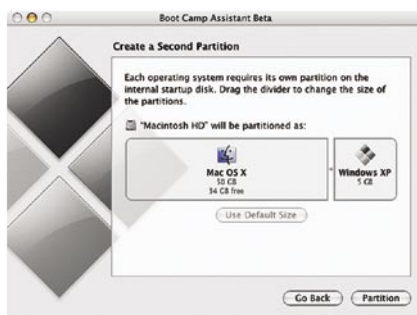 Boot Camp Assistant Beta
Create a Second Partition
Each operating system requires its own partition on the
internal startup disk. Drag the divider to change the size of
the partitions.
"Macintosh HD" will be partitioned as:
Mac OS X
50 GB
34 GB free
Windows XP
5 GB
Use Default Size
Go Back
Partition